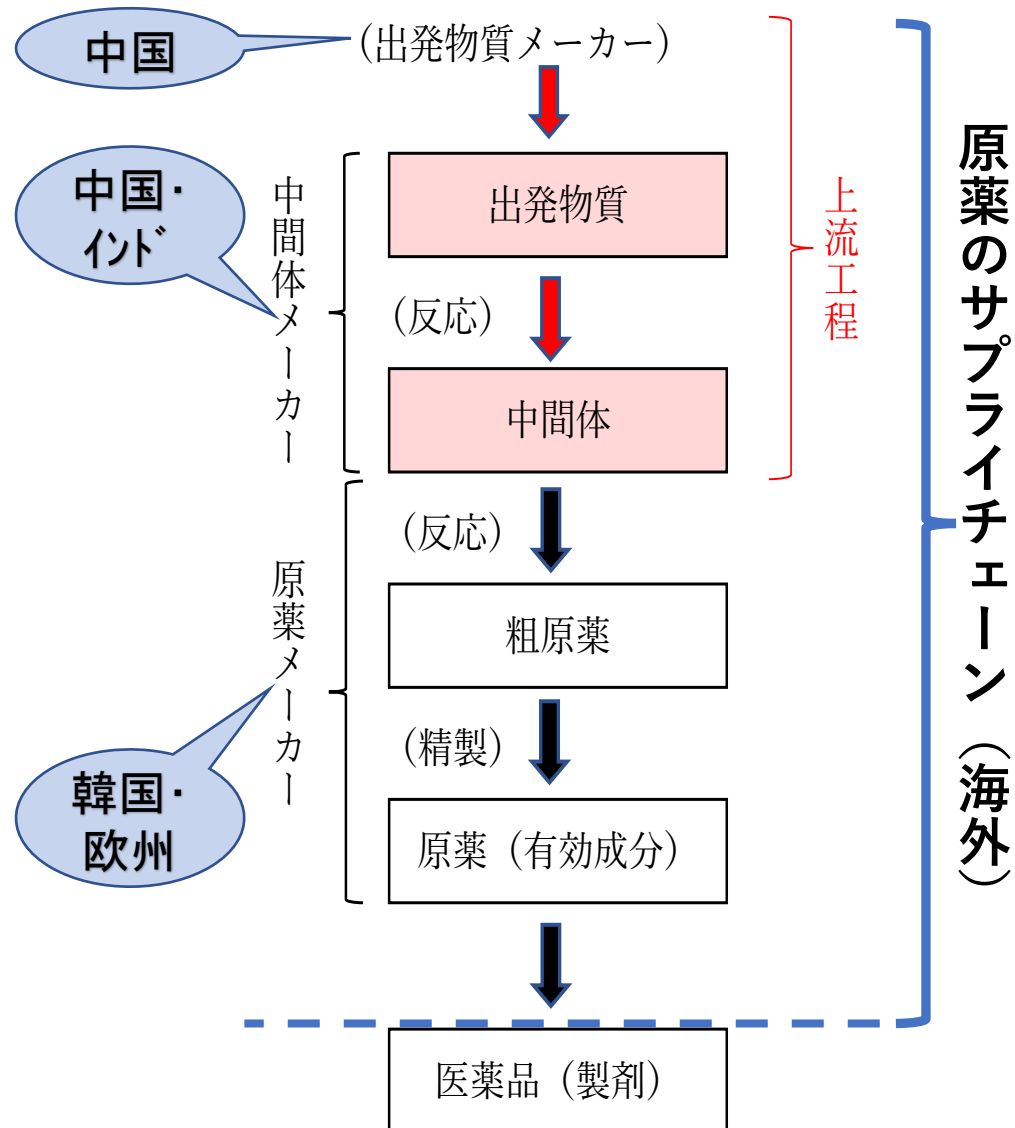 中国
(出発物質メーカー)
出発物質
中国・
インド
中間体メーカー
(反応)
上流工程
中間体
原薬のサプライチェーン（海外）
(反応)
粗原薬
原薬メーカー
(精製)
韓国・
欧州
原薬（有効成分）
医薬品（製剤）